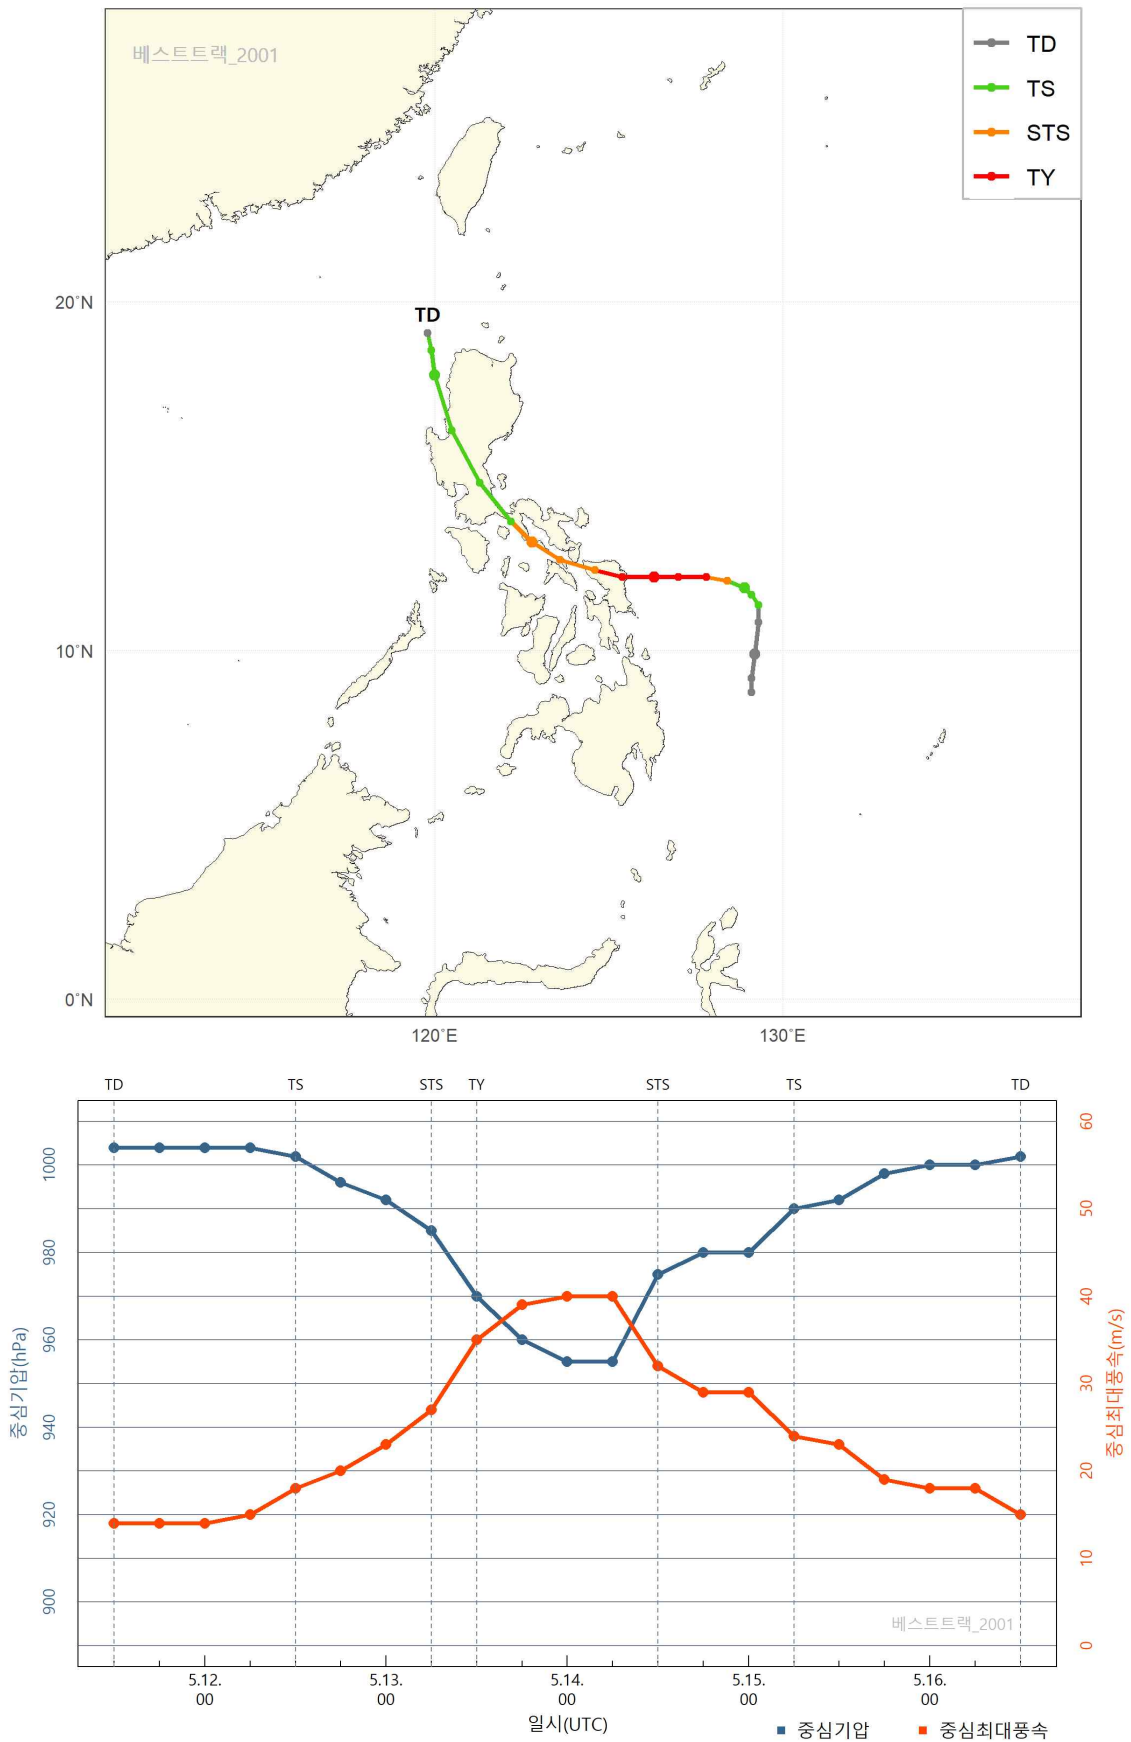 베스트트랙_2001
TD
TS
STS
TY
20°N
TD
10°N
0°N
120°E
130°E
TD
TS
STS
TY
STS
TS
TD
중심기압(hPa)
1000
980
960
940
920
900
60
50
40
30
20
10
0
중심최대풍속(m/s)
베스트트랙_2001
5.12.
00
5.13.
00
5.14.
00
5.15.
00
5.16.
00
일시(UTC)
중심기압
중심최대풍속